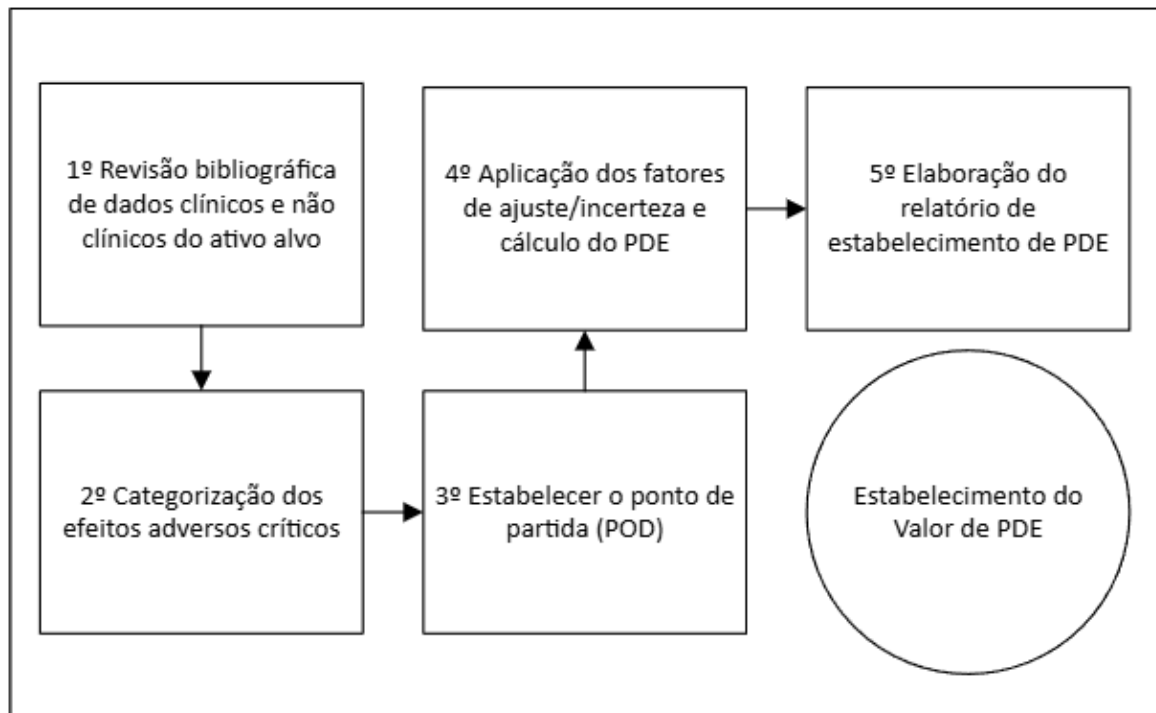 1º Revisão bibliográfica
de dados clínicos e não
clínicos do ativo alvo
2º Categorização dos
efeitos adversos críticos
3º Estabelecer o ponto de
partida (POD)
4º Aplicação dos fatores
de ajuste/incerteza e
cálculo do PDE
5º Elaboração do
relatório de
estabelecimento de PDE
Estabelecimento do
Valor de PDE